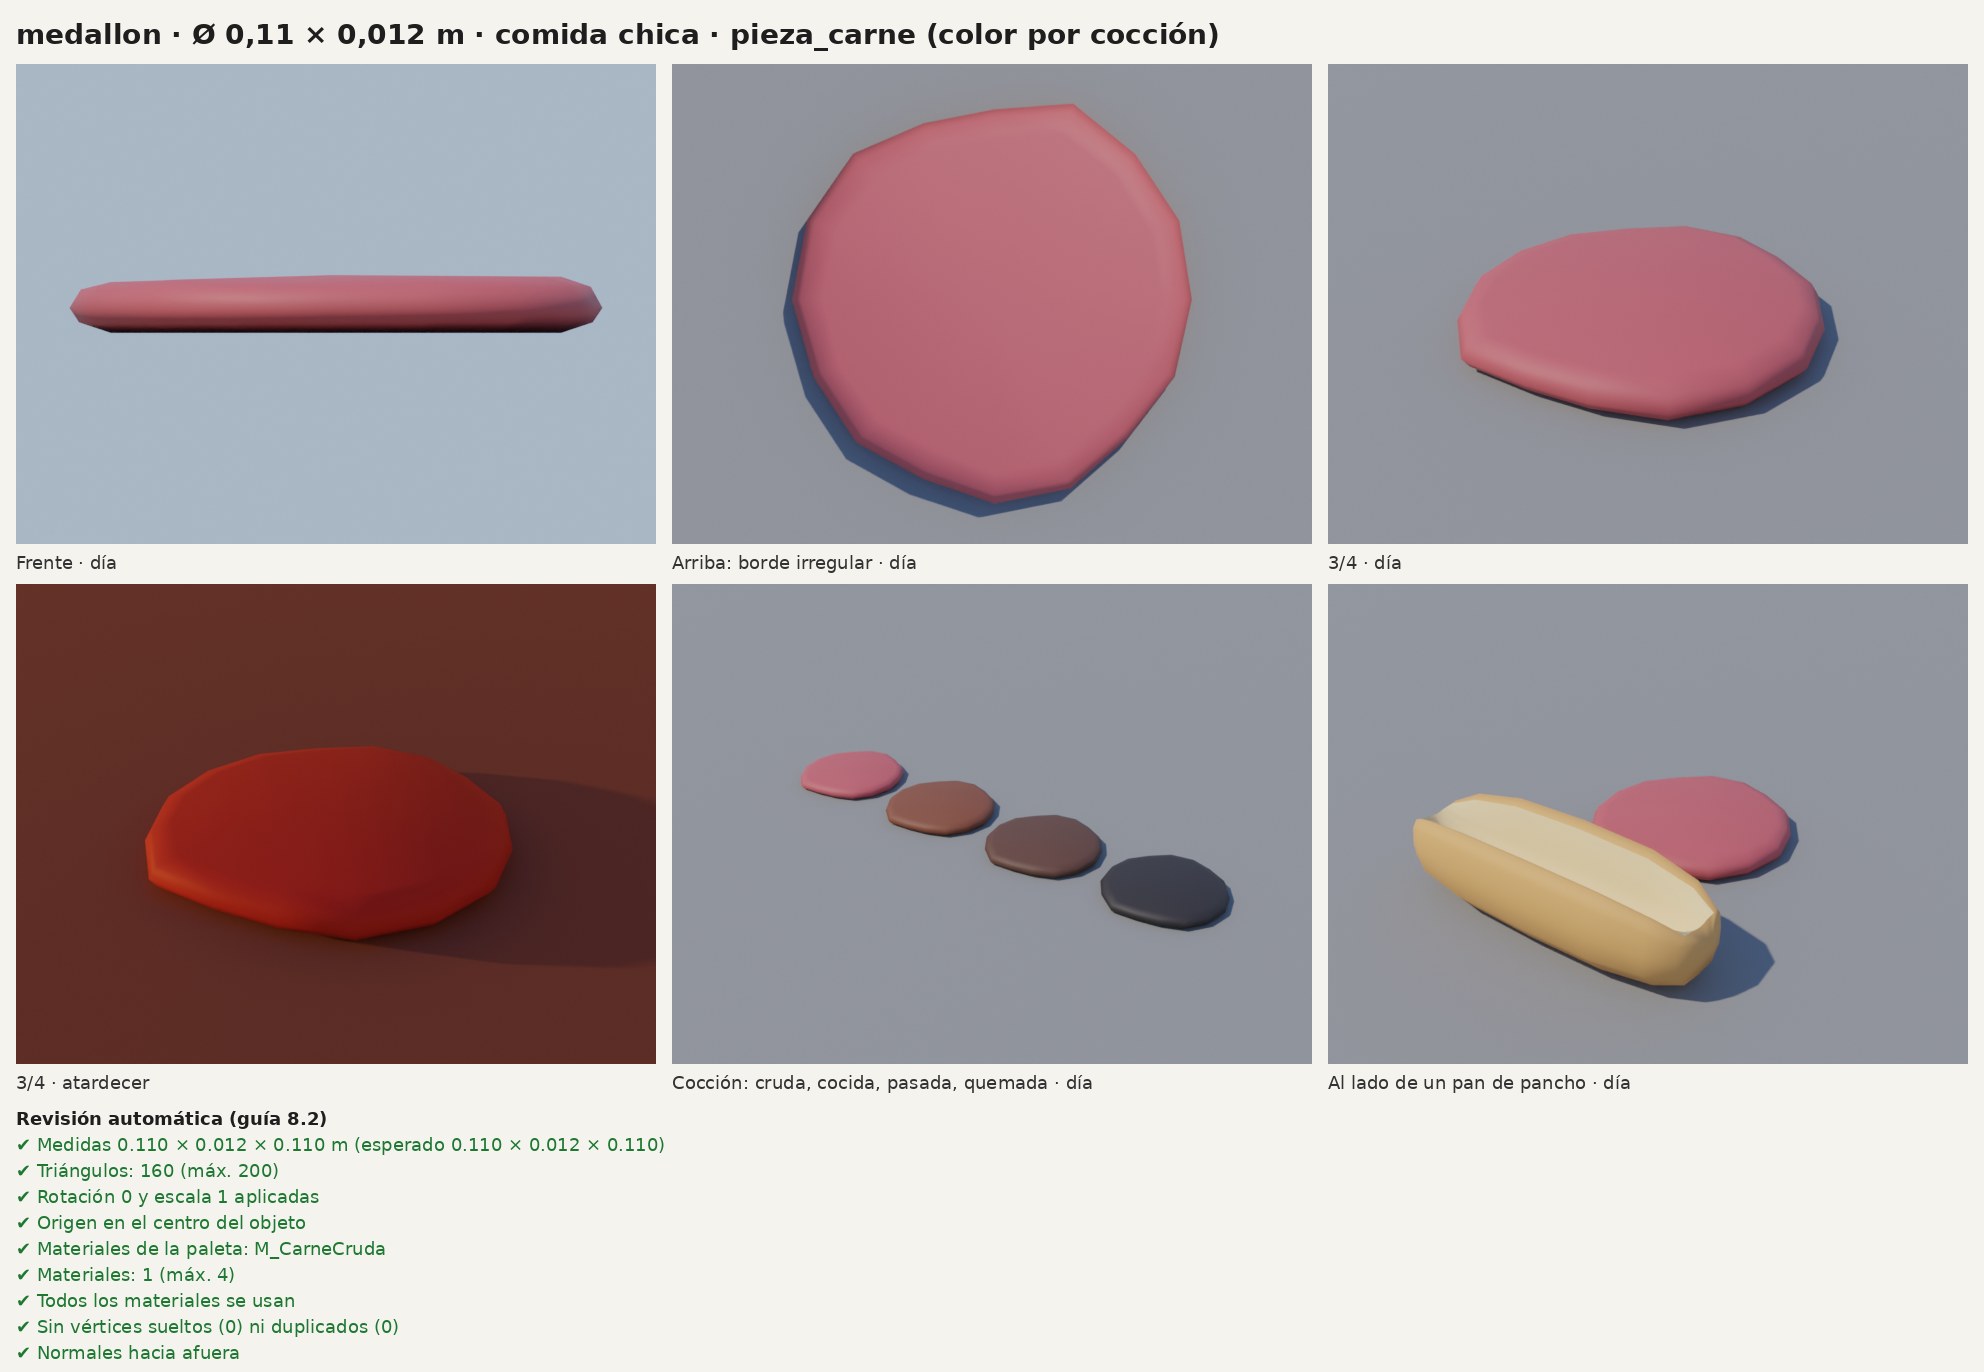 medallon · Ø 0,11 × 0,012 m · comida chica · pieza_carne (color por cocción)
Frente · día
Arriba: borde irregular · día
3/4 · día
3/4 · atardecer
Cocción: cruda, cocida, pasada, quemada · día
Al lado de un pan de pancho · día
Revisión automática (guía 8.2)
✔ Medidas 0.110 × 0.012 × 0.110 m (esperado 0.110 × 0.012 × 0.110)
✔ Triángulos: 160 (máx. 200)
✔ Rotación 0 y escala 1 aplicadas
✔ Origen en el centro del objeto
✔ Materiales de la paleta: M_CarneCruda
✔ Materiales: 1 (máx. 4)
✔ Todos los materiales se usan
✔ Sin vértices sueltos (0) ni duplicados (0)
✔ Normales hacia afuera